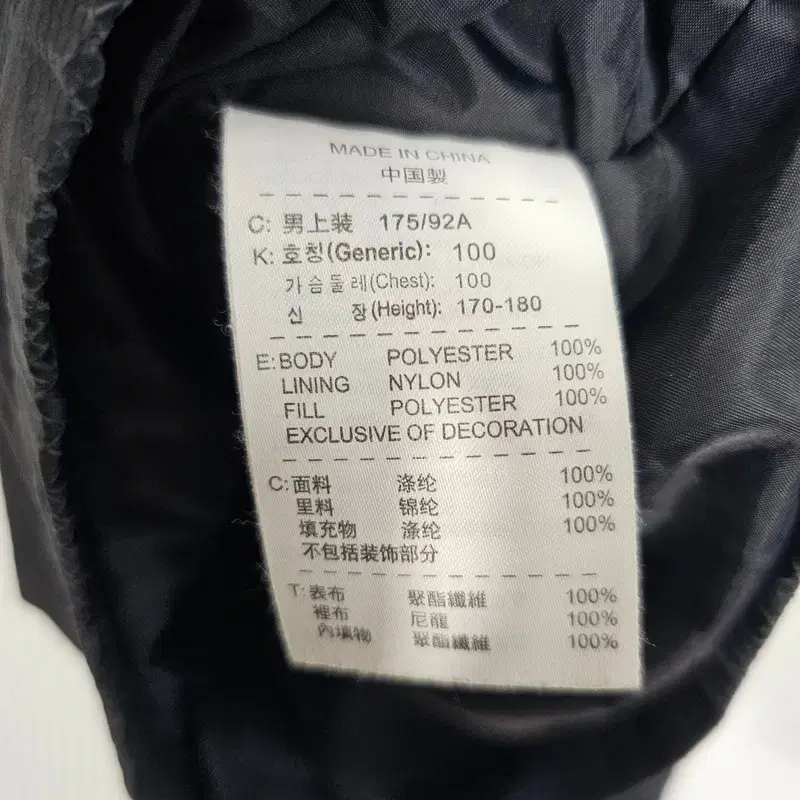 MADE IN CHINA
中国製
C: 男上装 175/92A
K: 호칭(Generic): 100
가슴둘레(Chest): 100
신 장(Height): 170-180
E: BODY POLYESTER 100%
LINING NYLON 100%
FILL POLYESTER 100%
EXCLUSIVE OF DECORATION
C: 面料 涤纶 100%
里料 锦纶 100%
填充物 涤纶 100%
不包括装饰部分
T: 表布 聚酯纖維 100%
裡布 尼龍 100%
內填物 聚酯纖維 100%